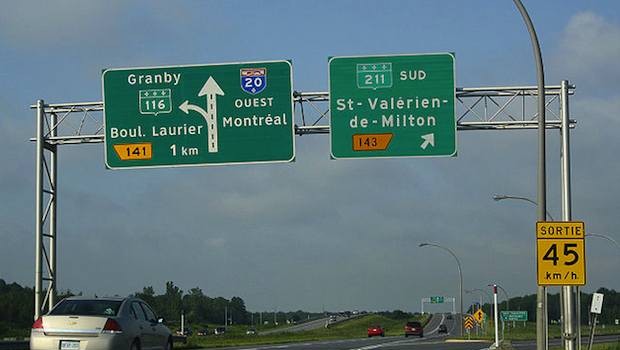 Granby
116
Boul. Laurier
141
1 km
20
OUEST
Montréal
211 SUD
St-Valérien-
de-Milton
143
SORTIE
45
km/h